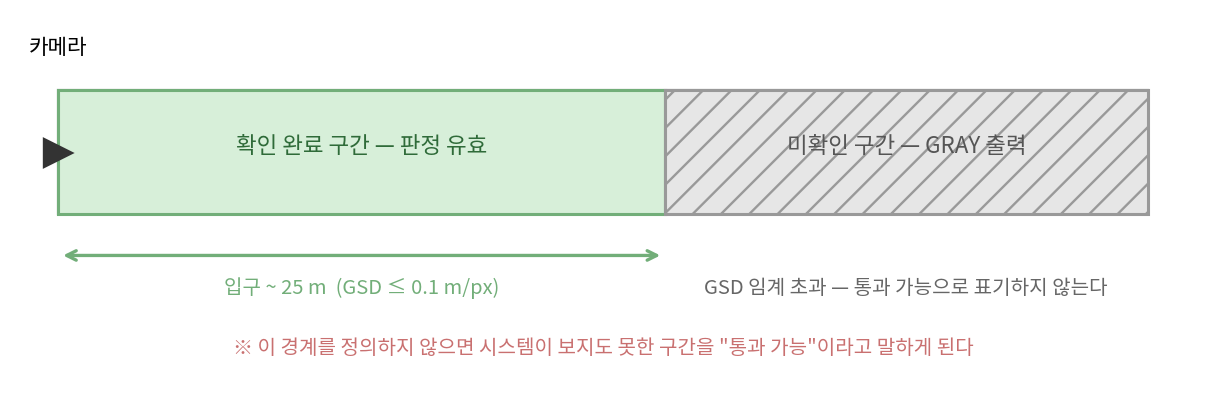 카메라
확인 완료 구간 — 판정 유효
미확인 구간 — GRAY 출력
입구 ~ 25 m (GSD ≤ 0.1 m/px)
GSD 임계 초과 — 통과 가능으로 표기하지 않는다
※ 이 경계를 정의하지 않으면 시스템이 보지도 못한 구간을 "통과 가능"이라고 말하게 된다